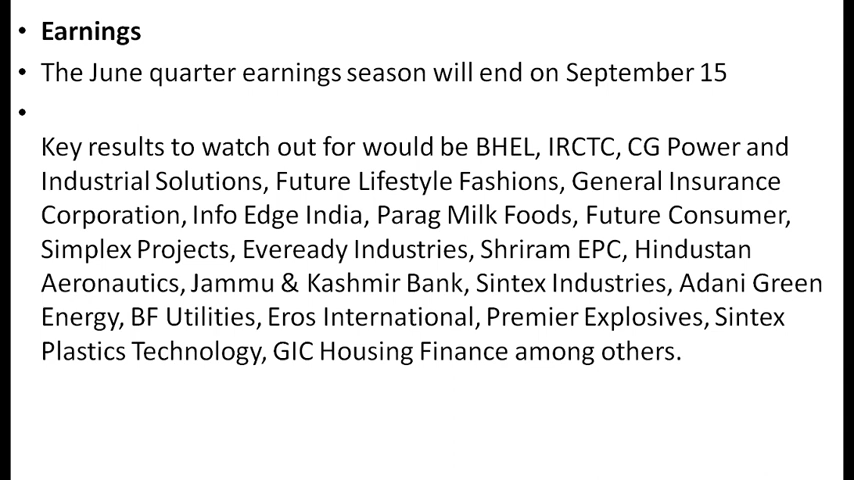 • Earnings
• The June quarter earnings season will end on September 15
•
Key results to watch out for would be BHEL, IRCTC, CG Power and
Industrial Solutions, Future Lifestyle Fashions, General Insurance
Corporation, Info Edge India, Parag Milk Foods, Future Consumer,
Simplex Projects, Eveready Industries, Shriram EPC, Hindustan
Aeronautics, Jammu & Kashmir Bank, Sintex Industries, Adani Green
Energy, BF Utilities, Eros International, Premier Explosives, Sintex
Plastics Technology, GIC Housing Finance among others.